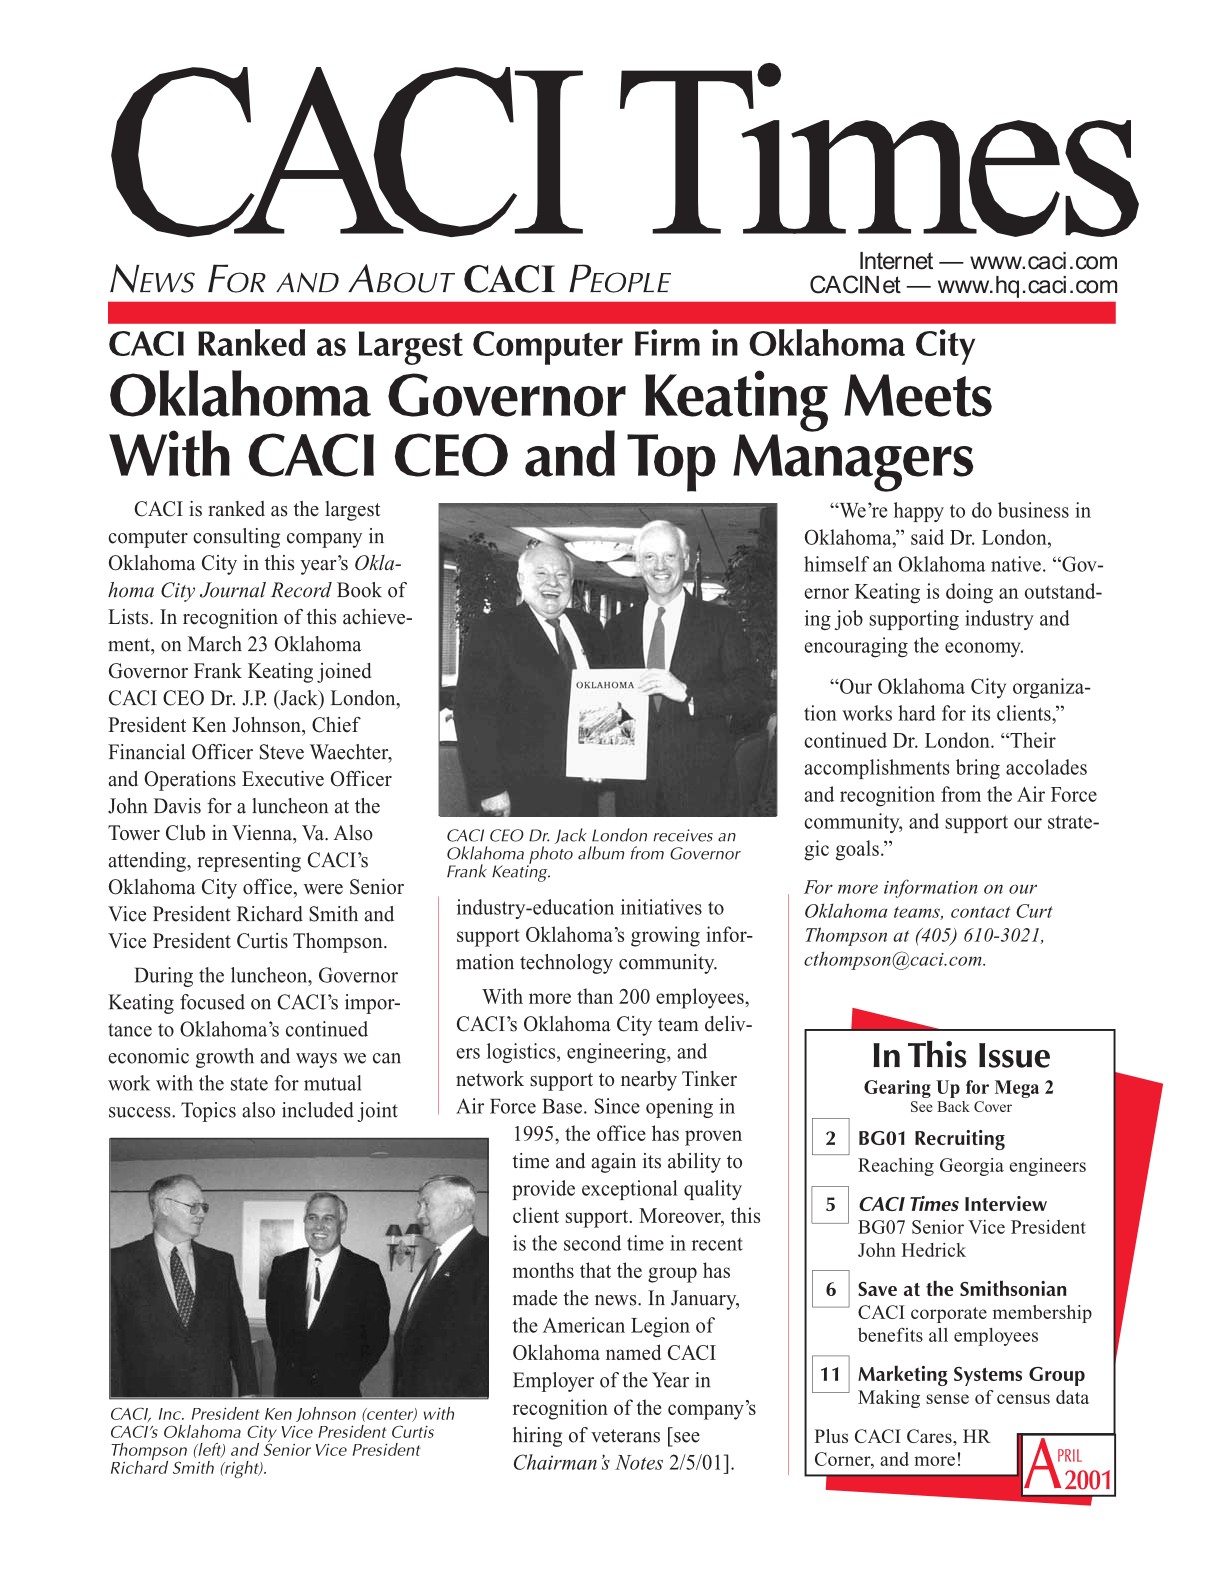 CACI Times
NEWS FOR AND ABOUT CACI PEOPLE
Internet — www.caci.com
CACINet — www.hq.caci.com
CACI Ranked as Largest Computer Firm in Oklahoma City
Oklahoma Governor Keating Meets
With CACI CEO and Top Managers
CACI is ranked as the largest
computer consulting company in
Oklahoma City in this year’s Okla-
homa City Journal Record Book of
Lists. In recognition of this achieve-
ment, on March 23 Oklahoma
Governor Frank Keating joined
CACI CEO Dr. J.P. (Jack) London,
President Ken Johnson, Chief
Financial Officer Steve Waechter,
and Operations Executive Officer
John Davis for a luncheon at the
Tower Club in Vienna, Va. Also
attending, representing CACI’s
Oklahoma City office, were Senior
Vice President Richard Smith and
Vice President Curtis Thompson.
During the luncheon, Governor
Keating focused on CACI’s impor-
tance to Oklahoma’s continued
economic growth and ways we can
work with the state for mutual
success. Topics also included joint
CACI, Inc. President Ken Johnson (center) with
CACI’s Oklahoma City Vice President Curtis
Thompson (left) and Senior Vice President
Richard Smith (right).
OKLAHOMA
CACI CEO Dr. Jack London receives an
Oklahoma photo album from Governor
Frank Keating.
industry-education initiatives to
support Oklahoma’s growing infor-
mation technology community.
With more than 200 employees,
CACI’s Oklahoma City team deliv-
ers logistics, engineering, and
network support to nearby Tinker
Air Force Base. Since opening in
1995, the office has proven
time and again its ability to
provide exceptional quality
client support. Moreover, this
is the second time in recent
months that the group has
made the news. In January,
the American Legion of
Oklahoma named CACI
Employer of the Year in
recognition of the company’s
hiring of veterans [see
Chairman’s Notes 2/5/01].
“We’re happy to do business in
Oklahoma,” said Dr. London,
himself an Oklahoma native. “Gov-
ernor Keating is doing an outstand-
ing job supporting industry and
encouraging the economy.
“Our Oklahoma City organiza-
tion works hard for its clients,”
continued Dr. London. “Their
accomplishments bring accolades
and recognition from the Air Force
community, and support our strate-
gic goals.”
For more information on our
Oklahoma teams, contact Curt
Thompson at (405) 610-3021,
cthompson@caci.com.
In This Issue
Gearing Up for Mega 2
See Back Cover
2 BG01 Recruiting
Reaching Georgia engineers
5 CACI Times Interview
BG07 Senior Vice President
John Hedrick
6 Save at the Smithsonian
CACI corporate membership
benefits all employees
11 Marketing Systems Group
Making sense of census data
Plus CACI Cares, HR
Corner, and more!
APRIL
2001